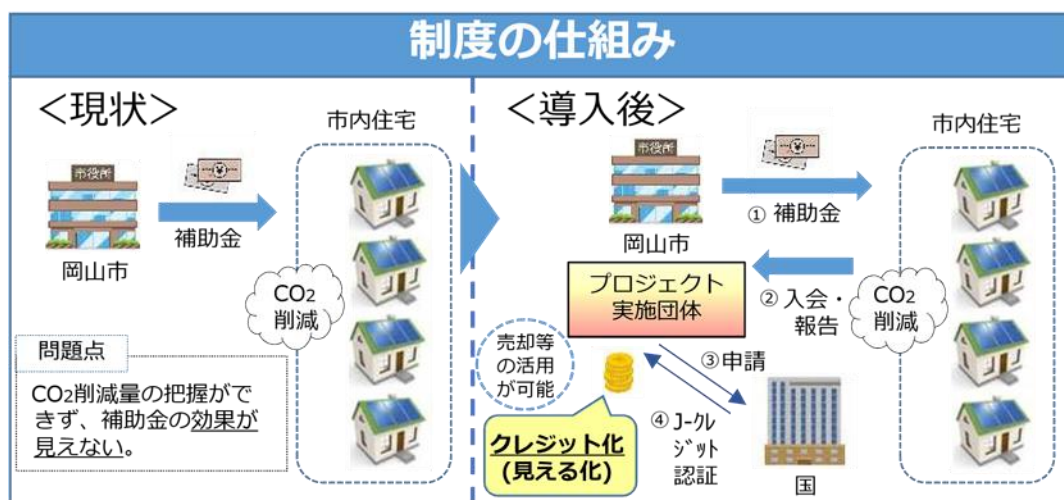 制度の仕組み
＜現状＞
市役所
岡山市
補助金
市内住宅
CO2
削減
問題点
CO2削減量の把握がで
きず、補助金の効果が
見えない。
＜導入後＞
市役所
岡山市
① 補助金
市内住宅
プロジェクト
実施団体
② 入会・
報告
CO2
削減
売却等
の活用
が可能
③申請
クレジット化
(見える化)
④ J-ｸﾚ
ｼﾞｯﾄ
認証
国